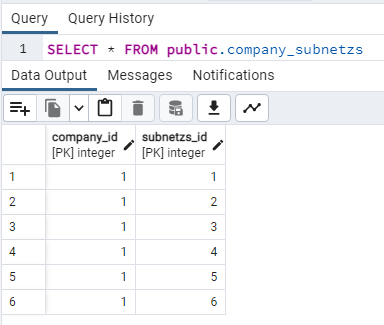 Query Query History
1 SELECT * FROM public.company_subnetzs
Data Output Messages Notifications
company_id subnetzs_id
[PK] integer [PK] integer
1 1 1
2 1 2
3 1 3
4 1 4
5 1 5
6 1 6